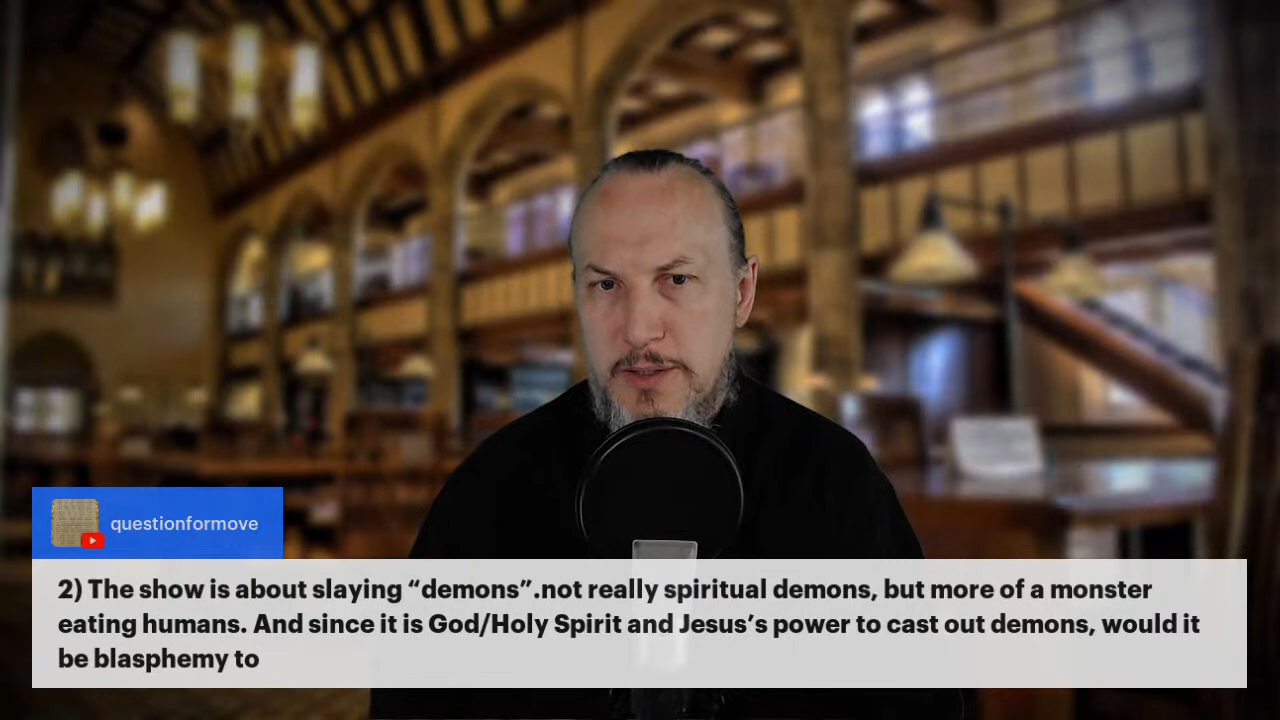 questionformove
2) The show is about slaying “demons”.not really spiritual demons, but more of a monster
eating humans. And since it is God/Holy Spirit and Jesus’s power to cast out demons, would it
be blasphemy to